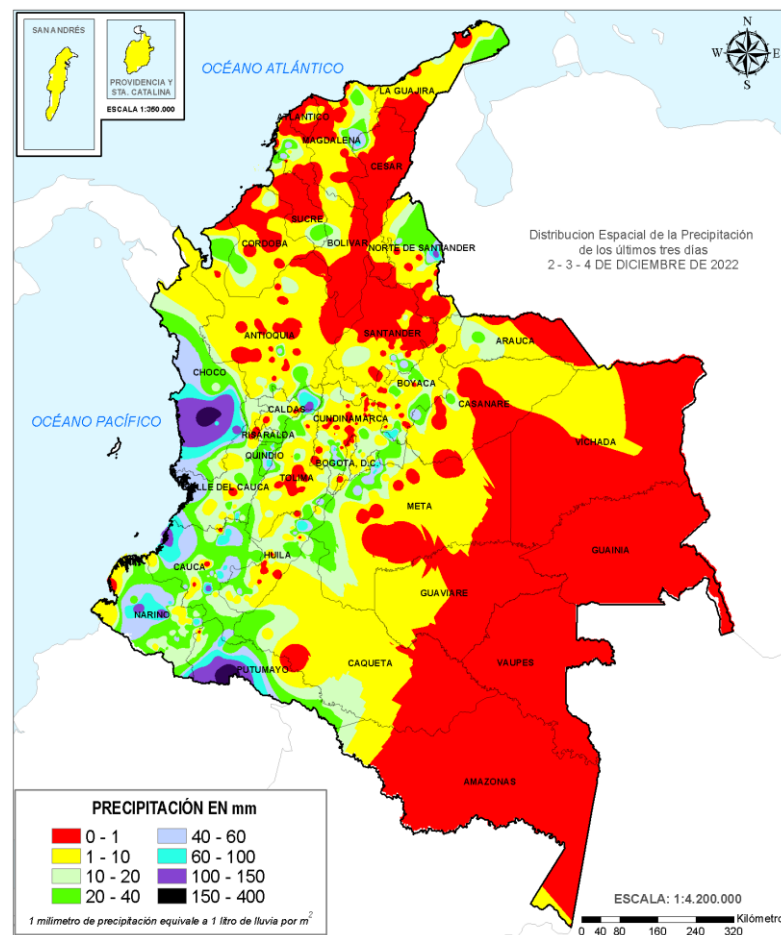 SAN ANDRÉS
PROVIDENCIA Y
STA. CATALINA
ESCALA 1:350.000
OCÉANO ATLÁNTICO
N
W
E
S
LA GUAJIRA
ATLANTICO
MAGDALENA
CESAR
SUCRE
CORDOBA
BOLIVAR
NORTE DE SANTANDER
Distribucion Espacial de la Precipitación
de los últimos tres días
2 - 3 - 4 DE DICIEMBRE DE 2022
ANTIOQUIA
SANTANDER
ARAUCA
CHOCO
BOYACA
CALDAS
CUNDINAMARCA
CASANARE
OCÉANO PACÍFICO
RISARALDA
VICHADA
QUINDIO
BOGOTA, D.C.
TOLIMA
VALLE DEL CAUCA
META
GUAINIA
HUILA
CAUCA
GUAVIARE
NARIÑO
PUTUMAYO
CAQUETA
VAUPES
AMAZONAS
PRECIPITACIÓN EN mm
0 - 1
40 - 60
1 - 10
60 - 100
10 - 20
100 - 150
20 - 40
150 - 400
1 milimetro de precipitación equivale a 1 litro de lluvia por m2
ESCALA: 1:4.200.000
Kilómetro
0 40 80 160 240 320